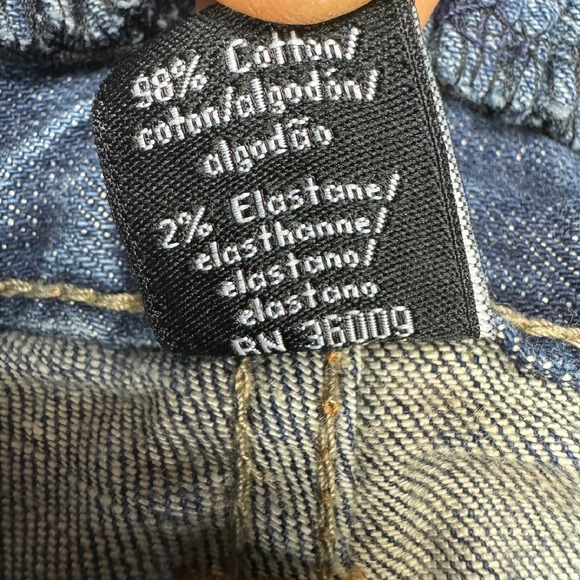 98% Cotton/
coton/algodón/
algodão
2% Elastane/
elasthanne/
elastano/
elastano
RN 36009